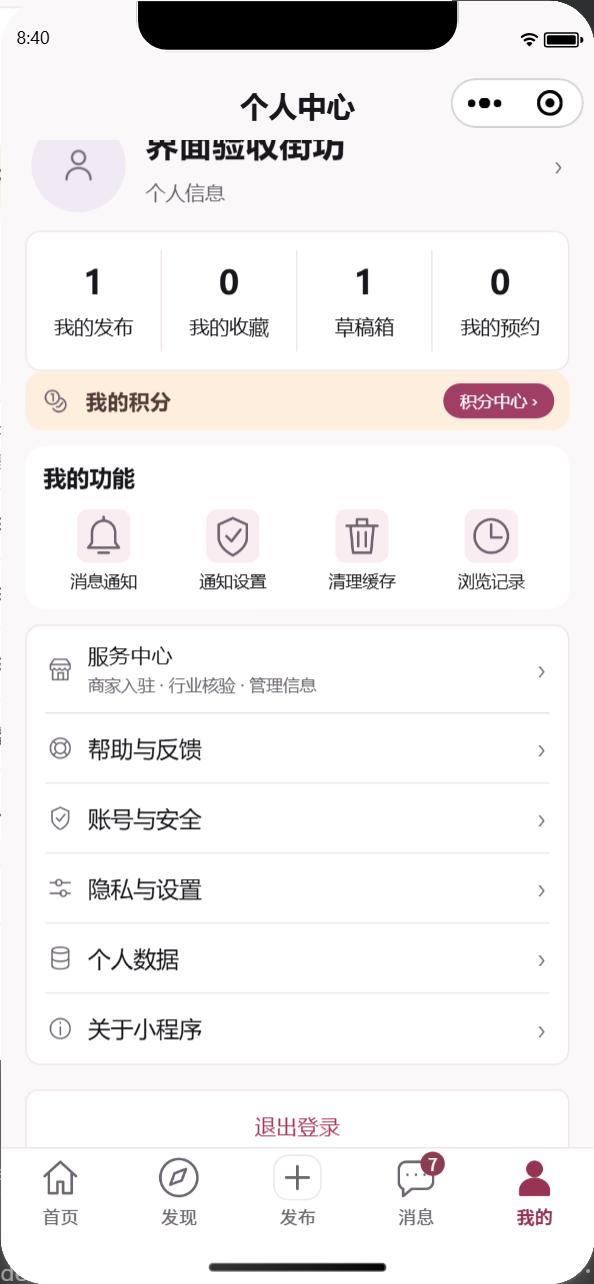 8:40
个人中心
界面验收街坊
个人信息
›
1 0 1 0
我的发布 我的收藏 草稿箱 我的预约
我的积分 积分中心 ›
我的功能
消息通知 通知设置 清理缓存 浏览记录
服务中心
商家入驻 · 行业核验 · 管理信息
›
帮助与反馈 ›
账号与安全 ›
隐私与设置 ›
个人数据 ›
关于小程序 ›
退出登录
7
首页 发现 发布 消息 我的